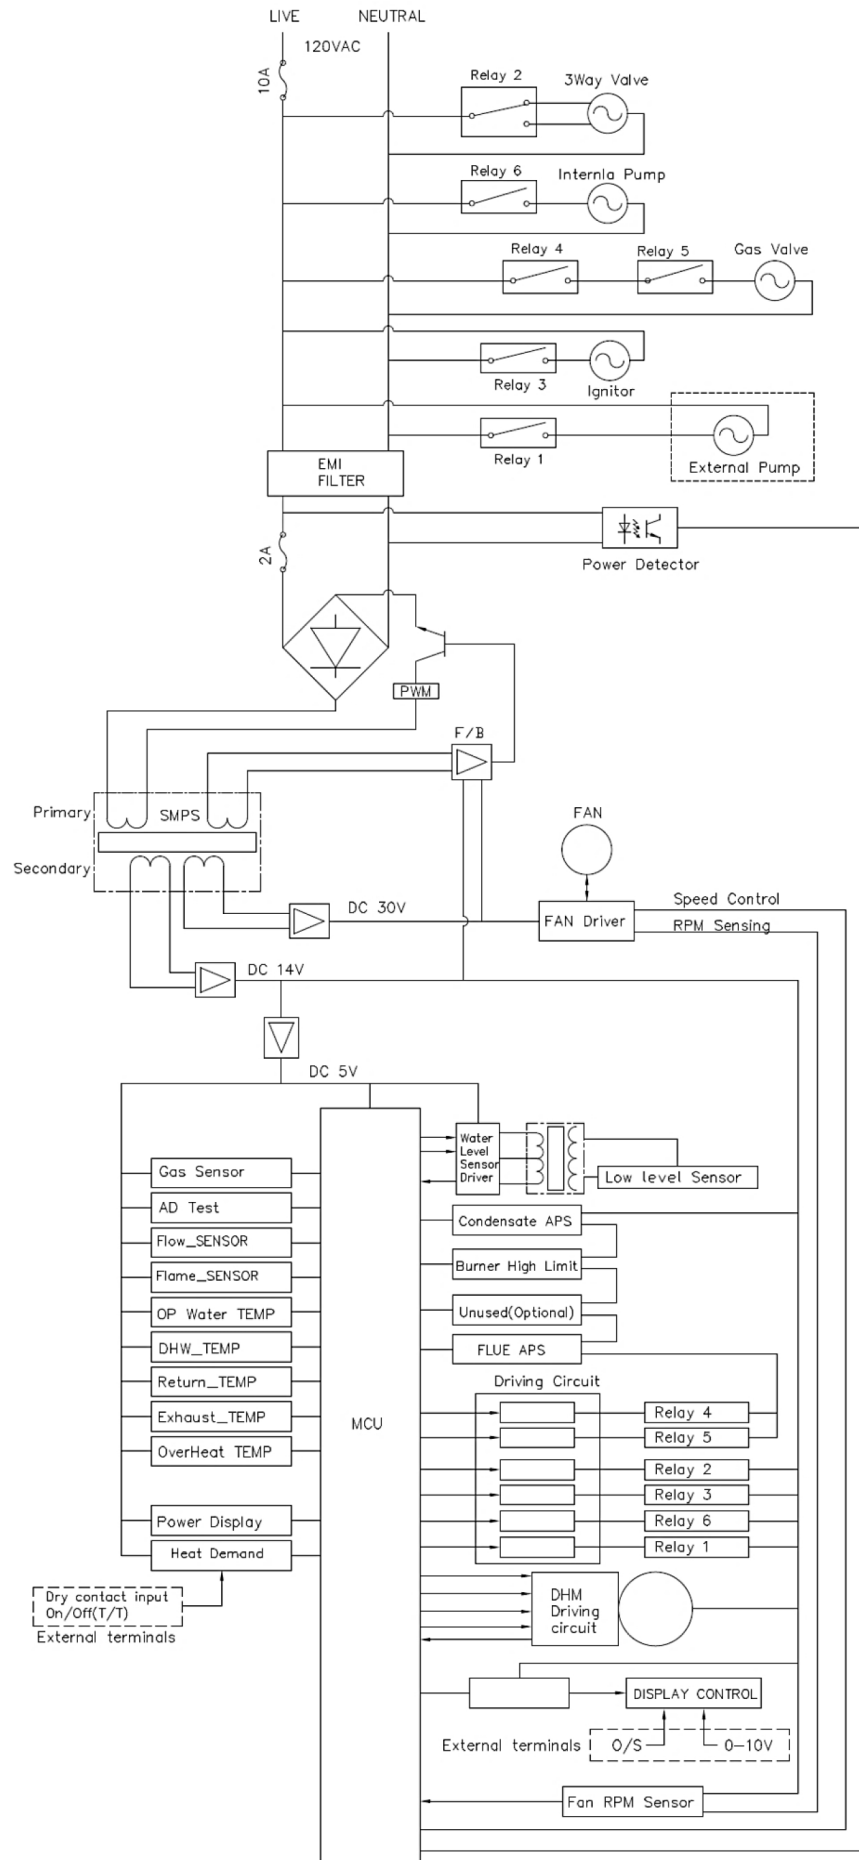 LIVE
NEUTRAL
120VAC
10A
Relay 2
3Way Valve
Relay 6
Internla Pump
Relay 4
Relay 5
Gas Valve
Relay 3
Ignitor
Relay 1
External Pump
EMI
FILTER
2A
Power Detector
PWM
F/B
Primary
SMPS
Secondary
FAN
DC 30V
FAN Driver
Speed Control
RPM Sensing
DC 14V
DC 5V
MCU
Gas Sensor
AD Test
Flow_SENSOR
Flame_SENSOR
OP Water TEMP
DHW_TEMP
Return_TEMP
Exhaust_TEMP
OverHeat TEMP
Power Display
Heat Demand
Dry contact input
On/Off(T/T)
External terminals
Water
Level
Sensor
Driver
Low level Sensor
Condensate APS
Burner High Limit
Unused(Optional)
FLUE APS
Driving Circuit
Relay 4
Relay 5
Relay 2
Relay 3
Relay 6
Relay 1
DHM
Driving
circuit
DISPLAY CONTROL
External terminals
O/S
0-10V
Fan RPM Sensor